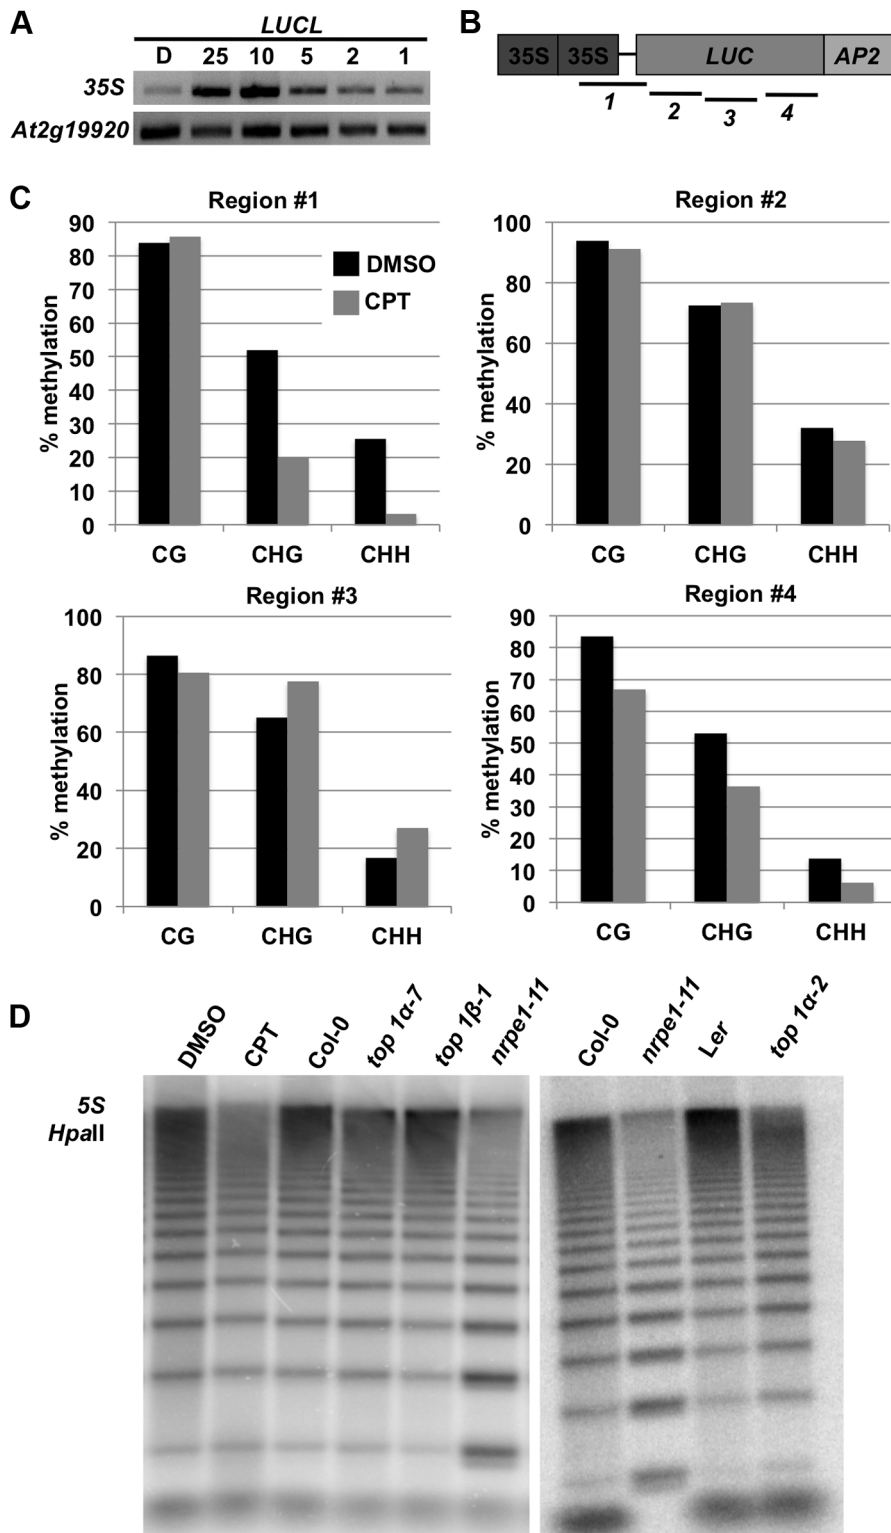 A
LUCL
D 25 10 5 2 1
35S
At2g19920
B
35S 35S LUC AP2
1 2 3 4
C
Region #1
% methylation
90
80
70
60
50
40
30
20
10
0
CG CHG CHH
DMSO
CPT
Region #2
% methylation
100
80
60
40
20
0
CG CHG CHH
Region #3
% methylation
100
80
60
40
20
0
CG CHG CHH
Region #4
% methylation
90
80
70
60
50
40
30
20
10
0
CG CHG CHH
D
DMSO CPT Col-0 top 1α-7 top 1β-1 nrpe1-11
Col-0 nrpe1-11 Ler top 1α-2
5S
HpaII